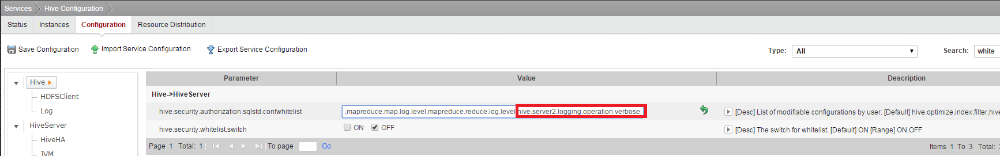 Services Hive Configuration
Status Instances Configuration Resource Distribution
Save Configuration Import Service Configuration Export Service Configuration Type: All Search: white
Parameter Value Description
Hive
Hive->HiveServer
HDFSClient
hive.security.authorization.sqlstd.confwhitelist ,mapreduce.map.log.level,mapreduce.reduce.log.level,hive.server2.logging.operation.verbose [Desc] List of modifiable configurations by user. [Default] hive.optimize.index.filter,hive
Log
HiveServer
hive.security.whitelist.switch ON OFF [Desc] The switch for whitelist. [Default] ON [Range] ON,OFF
HiveHA
Page 1 Total: 1 To page Go Items 1 To 3 Total:
JVM